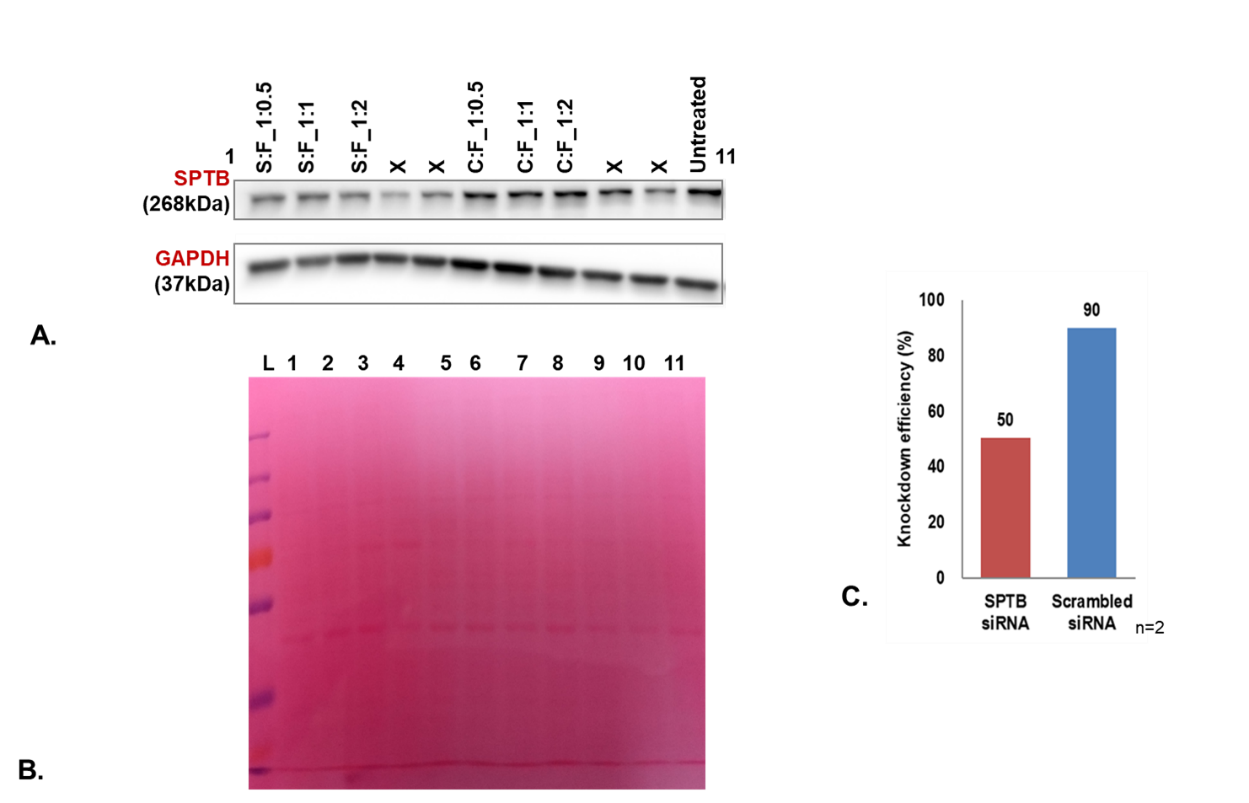 S:F_1:0.5
S:F_1:1
S:F_1:2
X
X
C:F_1:0.5
C:F_1:1
C:F_1:2
X
X
Untreated
1
11
SPTB
(268kDa)
GAPDH
(37kDa)
A.
L 1 2 3 4 5 6 7 8 9 10 11
B.
Knockdown efficiency (%)
100
80
60
40
20
0
50
90
SPTB
siRNA
Scrambled
siRNA
n=2
C.